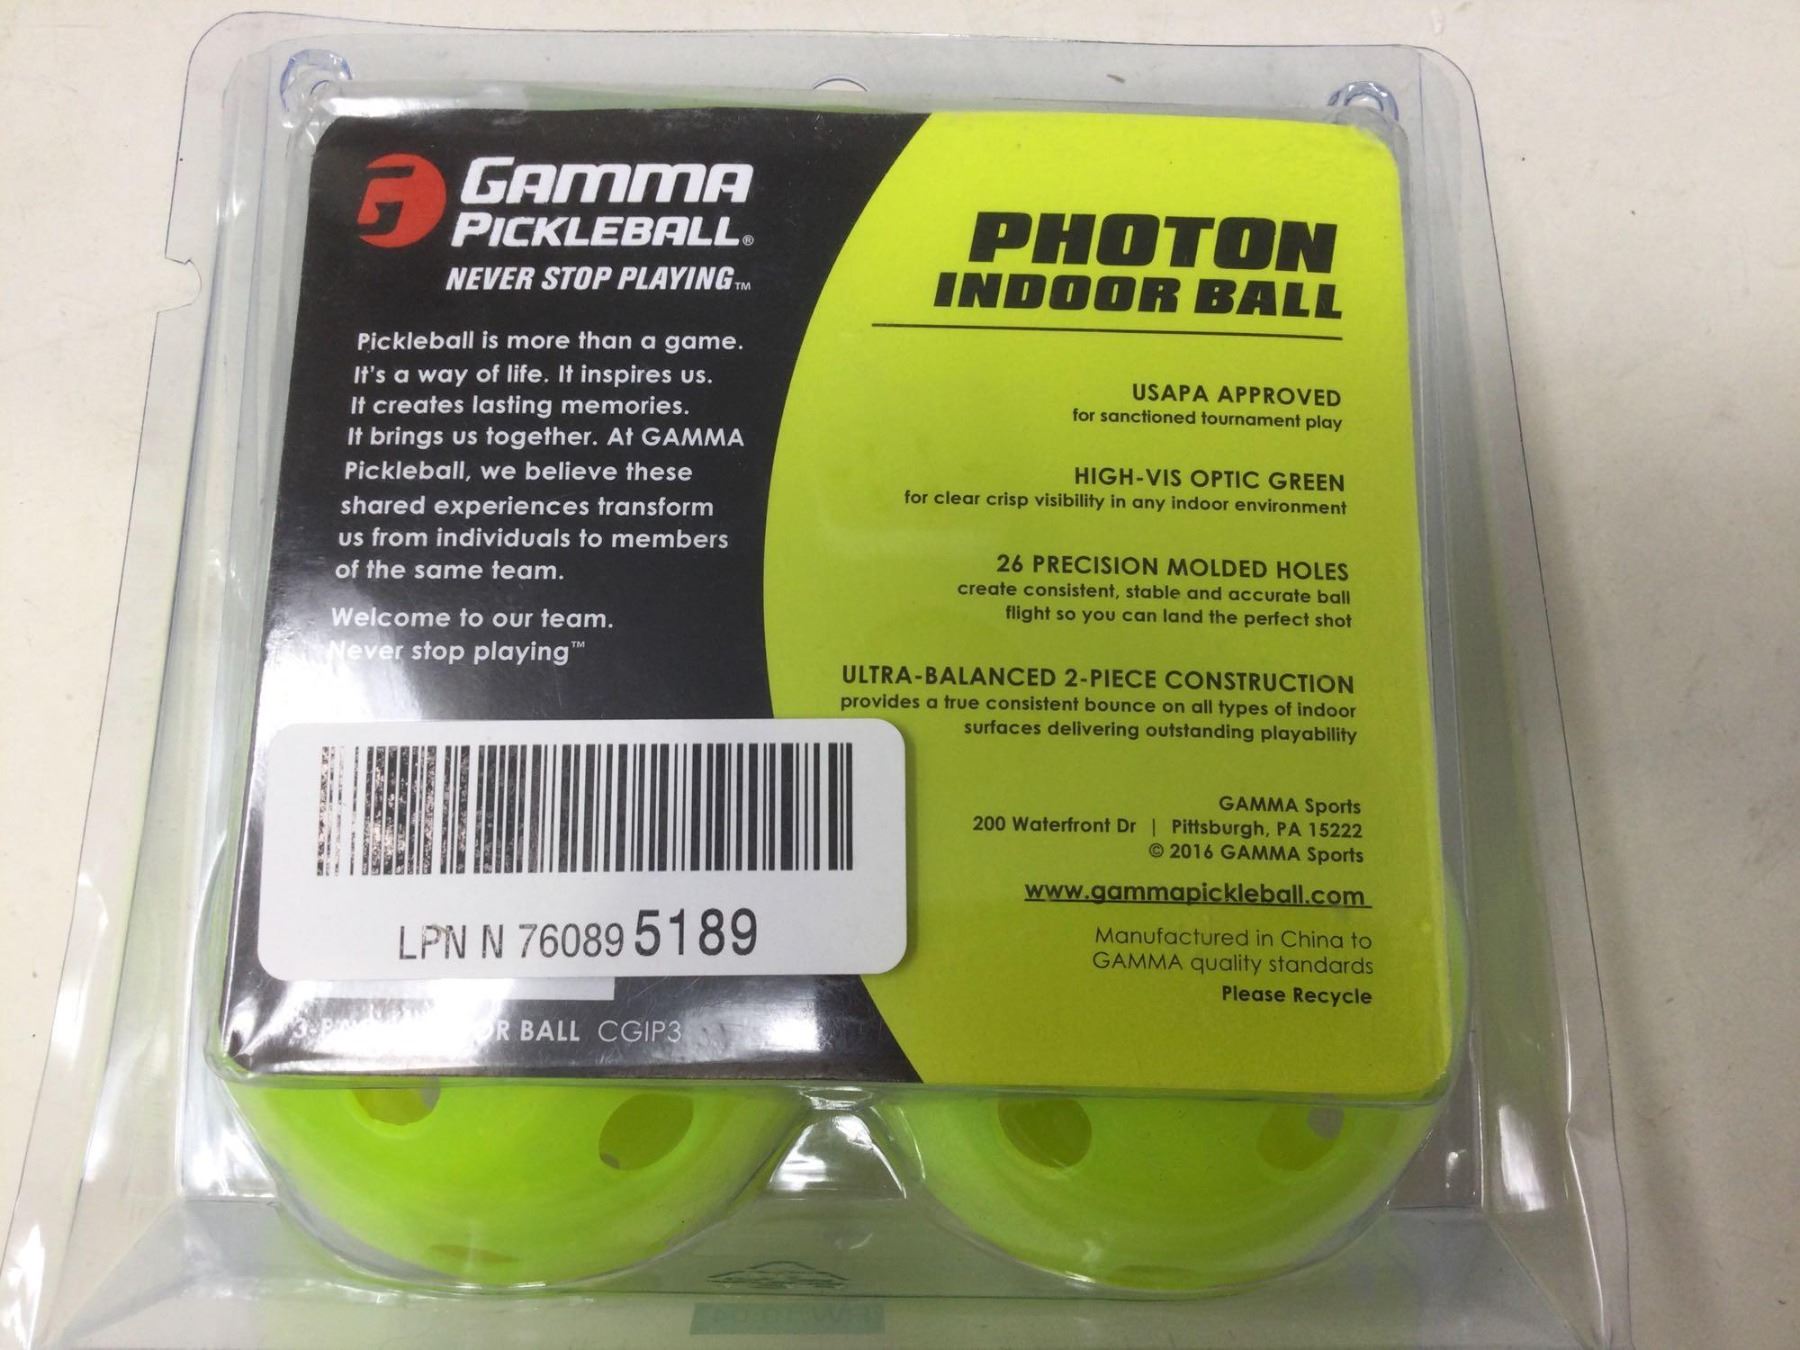 GAMMA
PICKLEBALL®
NEVER STOP PLAYING™
Pickleball is more than a game.
It's a way of life. It inspires us.
It creates lasting memories.
It brings us together. At GAMMA
Pickleball, we believe these
shared experiences transform
us from individuals to members
of the same team.
Welcome to our team.
Never stop playing™
LPN N 760895189
BALL CGIP3
PHOTON
INDOOR BALL
USAPA APPROVED
for sanctioned tournament play
HIGH-VIS OPTIC GREEN
for clear crisp visibility in any indoor environment
26 PRECISION MOLDED HOLES
create consistent, stable and accurate ball
flight so you can land the perfect shot
ULTRA-BALANCED 2-PIECE CONSTRUCTION
provides a true consistent bounce on all types of indoor
surfaces delivering outstanding playability
GAMMA Sports
200 Waterfront Dr | Pittsburgh, PA 15222
© 2016 GAMMA Sports
www.gammapickleball.com
Manufactured in China to
GAMMA quality standards
Please Recycle